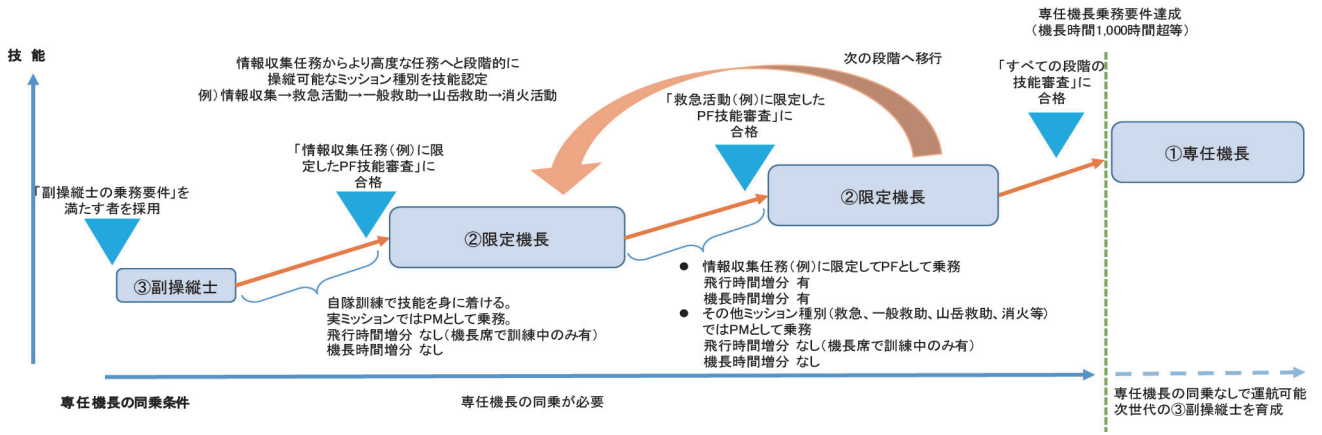 専任機長乗務要件達成
(機長時間1,000時間超等)
技 能
情報収集任務からより高度な任務へと段階的に
操縦可能なミッション種別を技能認定
例）情報収集→救急活動→一般救助→山岳救助→消火活動
次の段階へ移行
「すべての段階の
技能審査」に
合格
「救急活動（例）に限定した
PF技能審査」に
合格
「情報収集任務（例）に限
定したPF技能審査」に
合格
①専任機長
「副操縦士の乗務要件」を
満たす者を採用
②限定機長
②限定機長
③副操縦士
自隊訓練で技能を身に着ける。
実ミッションではPMとして乗務。
飛行時間増分 なし（機長席で訓練中のみ有）
機長時間増分 なし
● 情報収集任務（例）に限定してPFとして乗務
飛行時間増分 有
機長時間増分 有
● その他ミッション種別（救急、一般救助、山岳救助、消火等）
ではPMとして乗務
飛行時間増分 なし（機長席で訓練中のみ有）
機長時間増分 なし
専任機長の同乗条件
専任機長の同乗が必要
専任機長の同乗なしで運航可能
次世代の③副操縦士を育成